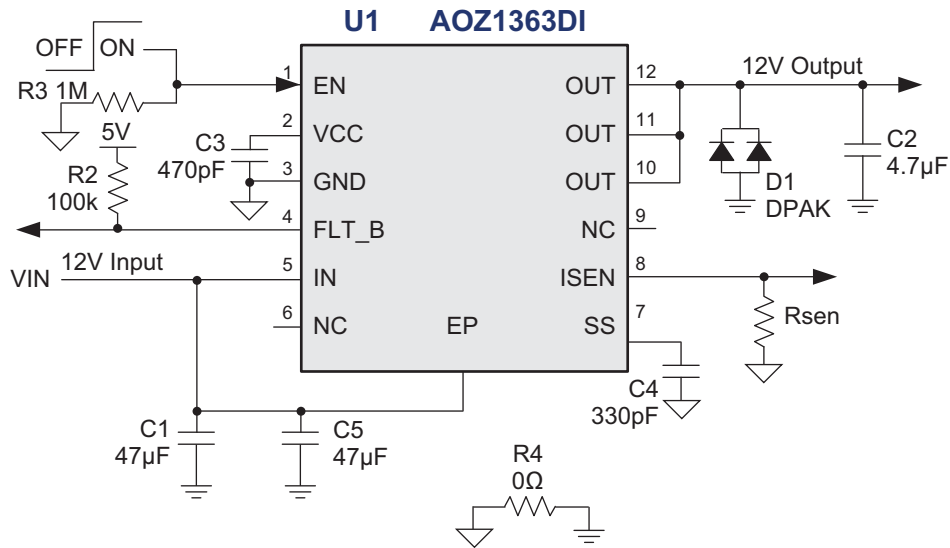 U1 AOZ1363DI
OFF ON
R3 1M
5V
R2
100k
C3
470pF
VIN 12V Input
1 EN
2 VCC
3 GND
4 FLT_B
5 IN
6 NC
EP
OUT 12
OUT 11
OUT 10
NC 9
ISEN 8
SS 7
12V Output
D1
DPAK
C2
4.7µF
Rsen
C4
330pF
C1
47µF
C5
47µF
R4
0Ω